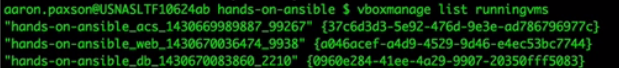 aaron.paxson@USNASLTF10624ab hands-on-ansible $ vboxmanage list runningvms
"hands-on-ansible_acs_1430669989887_99267" {37c6d3d3-5e92-476d-9e3e-ad786796977c}
"hands-on-ansible_web_1430670036474_9938" {a046acef-a4d9-4529-9d46-e4ec53bc7744}
"hands-on-ansible_db_1430670083860_2210" {0960e284-41ee-4a29-9907-20350fff5083}